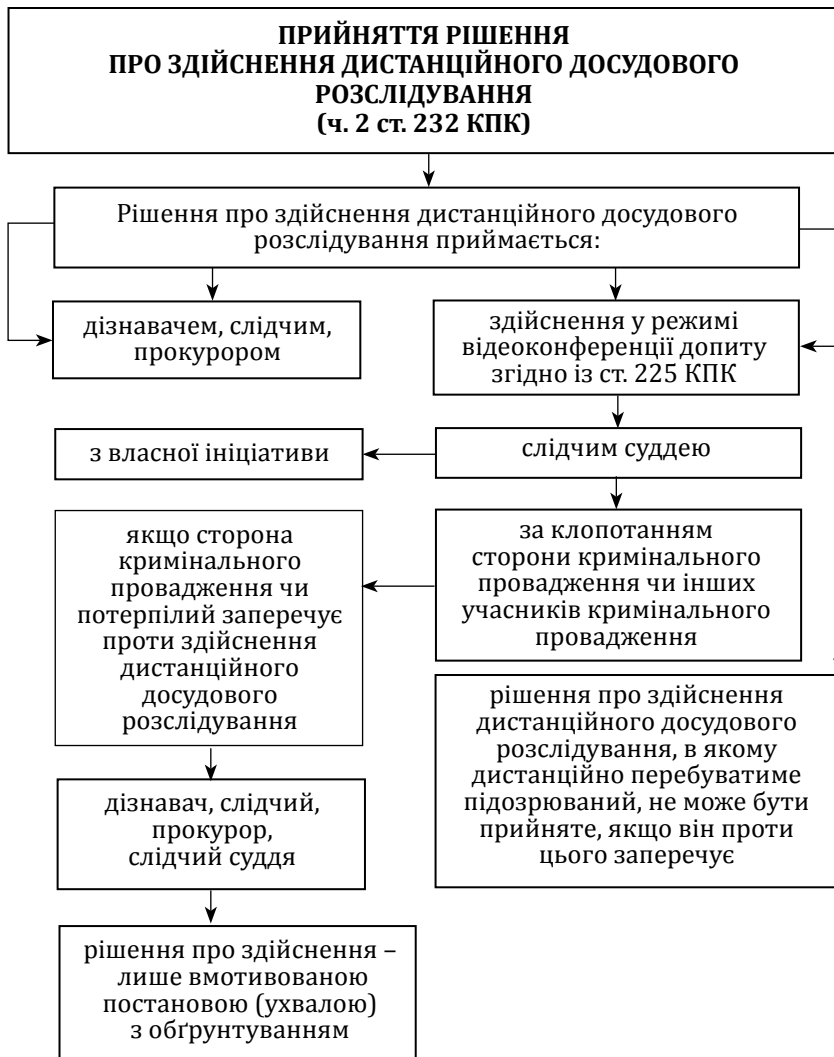 ПРИЙНЯТТЯ РІШЕННЯ
ПРО ЗДІЙСНЕННЯ ДИСТАНЦІЙНОГО ДОСУДОВОГО
РОЗСЛІДУВАННЯ
(ч. 2 ст. 232 КПК)
Рішення про здійснення дистанційного досудового
розслідування приймається:
дізнавачем, слідчим,
прокурором
здійснення у режимі
відеоконференції допиту
згідно із ст. 225 КПК
з власної ініціативи
слідчим суддею
якщо сторона
кримінального
провадження чи
потерпілий заперечує
проти здійснення
дистанційного
досудового
розслідування
за клопотанням
сторони кримінального
провадження чи інших
учасників кримінального
провадження
рішення про здійснення
дистанційного досудового
розслідування, в якому
дистанційно перебуватиме
підозрюваний, не може бути
прийняте, якщо він проти
цього заперечує
дізнавач, слідчий,
прокурор,
слідчий суддя
рішення про здійснення –
лише вмотивованою
постановою (ухвалою)
з обґрунтуванням